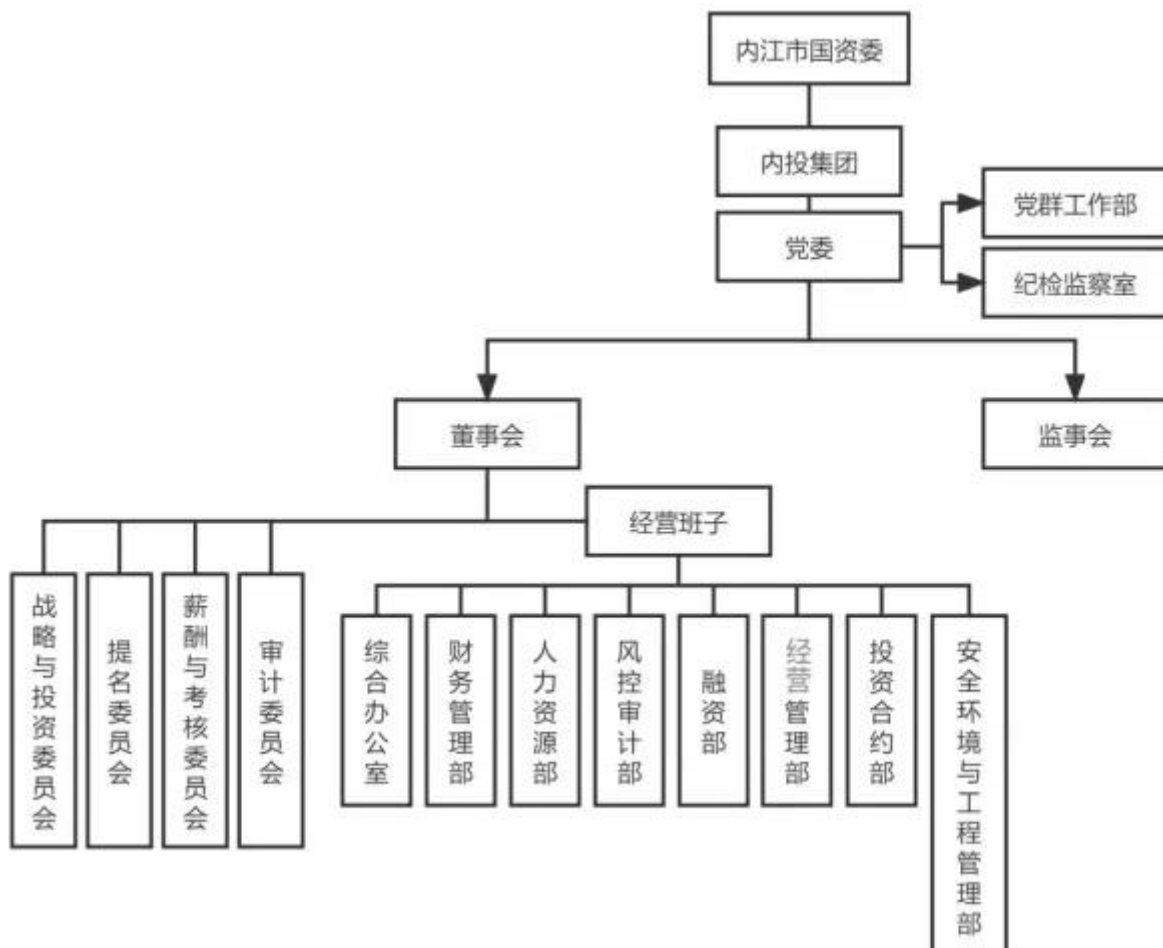 内江市国资委
内投集团
党委
党群工作部
纪检监察室
董事会
监事会
经营班子
战略与投资委员会
提名委员会
薪酬与考核委员会
审计委员会
综合办公室
财务管理部
人力资源部
风控审计部
融资部
经营管理部
投资合约部
安全环境与工程管理部